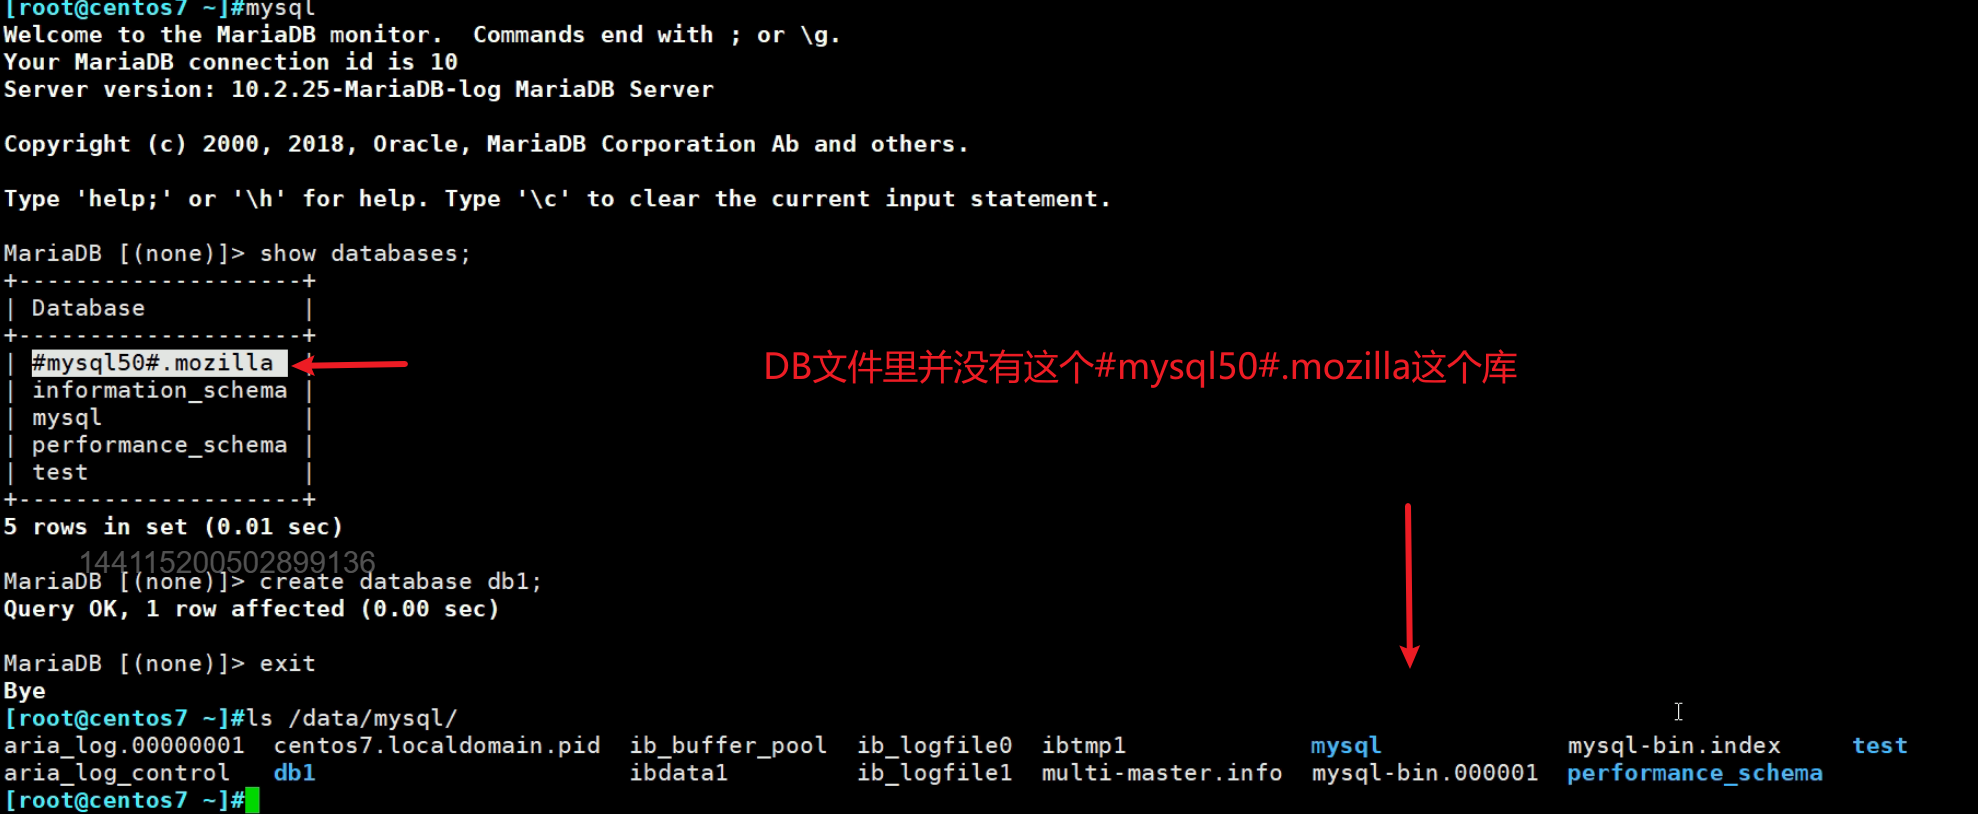 [root@centos7 ~]#mysql
Welcome to the MariaDB monitor.  Commands end with ; or \g.
Your MariaDB connection id is 10
Server version: 10.2.25-MariaDB-log MariaDB Server
Copyright (c) 2000, 2018, Oracle, MariaDB Corporation Ab and others.
Type 'help;' or '\h' for help. Type '\c' to clear the current input statement.
MariaDB [(none)]> show databases;
+--------------------+
| Database           |
+--------------------+
| #mysql50#.mozilla  |
DB文件里并没有这个#mysql50#.mozilla这个库
| information_schema |
| mysql              |
| performance_schema |
| test               |
+--------------------+
5 rows in set (0.01 sec)
144115200502899136
MariaDB [(none)]> create database db1;
Query OK, 1 row affected (0.00 sec)
MariaDB [(none)]> exit
Bye
[root@centos7 ~]#ls /data/mysql/
aria_log.00000001  centos7.localdomain.pid  ib_buffer_pool  ib_logfile0  ibtmp1             mysql             mysql-bin.index     test
aria_log_control   db1                      ibdata1         ib_logfile1  multi-master.info  mysql-bin.000001  performance_schema
[root@centos7 ~]#